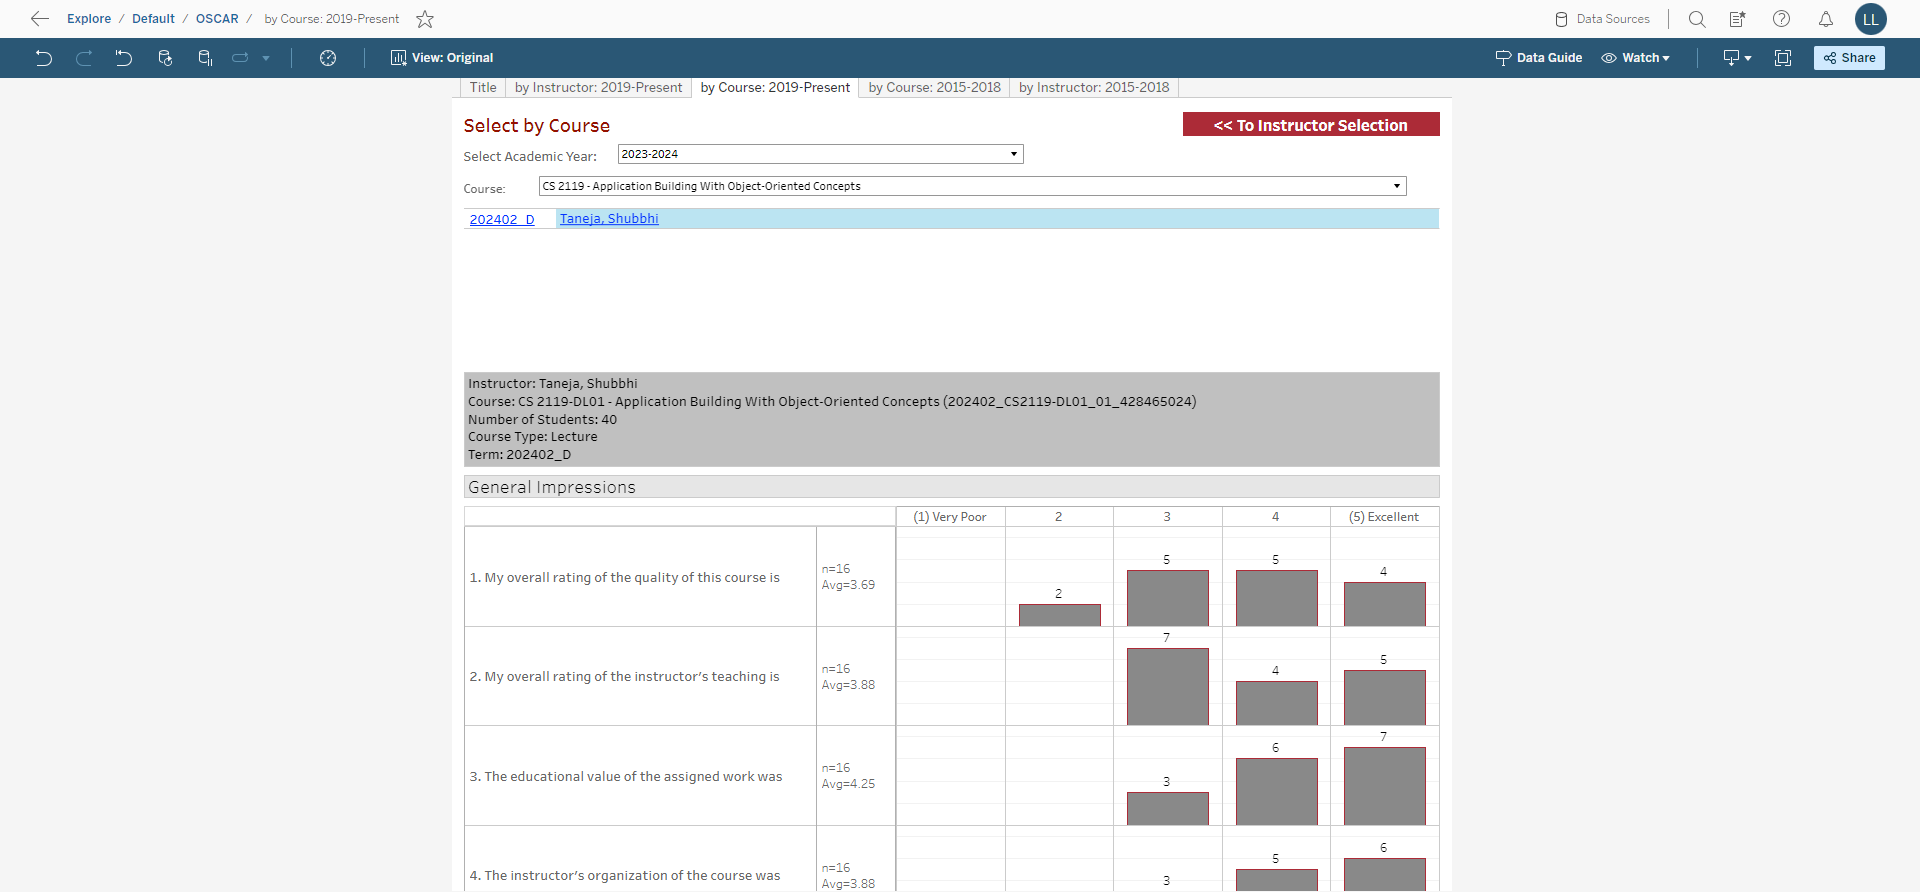 Explore / Default / OSCAR / by Course: 2019-Present
Data Sources
LL
View: Original
Data Guide
Watch
Share
Title
by Instructor: 2019-Present
by Course: 2019-Present
by Course: 2015-2018
by Instructor: 2015-2018
Select by Course
<< To Instructor Selection
Select Academic Year:
2023-2024
Course:
CS 2119 - Application Building With Object-Oriented Concepts
202402_D
Taneja, Shubbhi
Instructor: Taneja, Shubbhi
Course: CS 2119-DL01 - Application Building With Object-Oriented Concepts (202402_CS2119-DL01_01_428465024)
Number of Students: 40
Course Type: Lecture
Term: 202402_D
General Impressions
(1) Very Poor
2
3
4
(5) Excellent
1. My overall rating of the quality of this course is
n=16
Avg=3.69
2
5
5
4
2. My overall rating of the instructor's teaching is
n=16
Avg=3.88
7
4
5
3. The educational value of the assigned work was
n=16
Avg=4.25
3
6
7
4. The instructor's organization of the course was
n=16
Avg=3.88
3
5
6